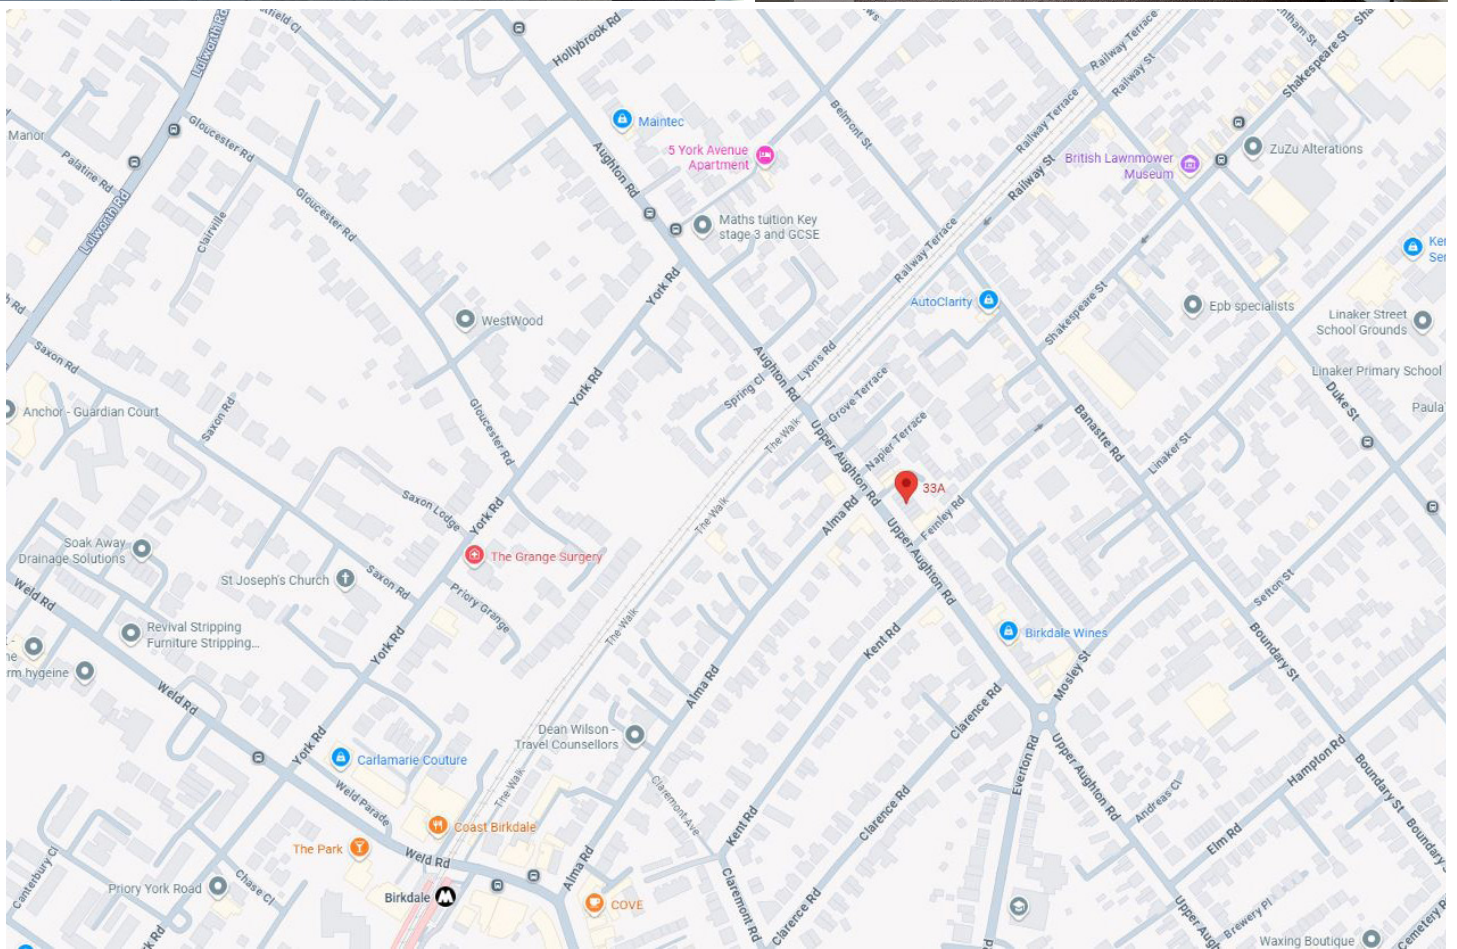 Lulworth Rd
Hollybrook Rd
Railway Terrace
Railway St
Shakespeare St
Manor
Palatine Rd
Gloucester Rd
Maintec
5 York Avenue
Apartment
Aughton Rd
Belmont St
Railway Terrace
British Lawnmower
Museum
ZuZu Alterations
Lulworth Rd
Clairville
Gloucester Rd
Maths tuition Key
stage 3 and GCSE
Railway St
Railway Terrace
York Rd
AutoClarity
Shakespeare St
Epb specialists
Linaker Street
School Grounds
WestWood
Saxon Rd
Aughton Rd
Lyons Rd
Spring Cl
Grove Terrace
Linaker Primary School
Duke St
York Rd
Anchor - Guardian Court
Saxon Rd
Gloucester Rd
The Walk
Upper Aughton Rd
Napier Terrace
Banastre Rd
Linaker St
33A
Saxon Lodge
York Rd
The Walk
Alma Rd
Upper Aughton Rd
Fernley Rd
Soak Away
Drainage Solutions
The Grange Surgery
St Joseph's Church
Saxon Rd
Priory Grange
Weld Rd
Sefton St
Revival Stripping
Furniture Stripping...
The Walk
York Rd
Kent Rd
Birkdale Wines
Boundary St
rm hygeine
Weld Rd
Alma Rd
Mosley St
Clarence Rd
Dean Wilson -
Travel Counsellors
York Rd
Carlamarie Couture
The Walk
Everton Rd
Upper Aughton Rd
Hampton Rd
Boundary St
Weld Parade
Claremont Ave
Kent Rd
Clarence Rd
Andreas Cl
Coast Birkdale
The Park
Weld Rd
Alma Rd
Elm Rd
Boundary
Canterbury Cl
Chase Cl
Priory York Road
Birkdale
COVE
Claremont Rd
Clarence Rd
Upper Augh
Brewery Pl
Cemetery R
Waxing Boutique